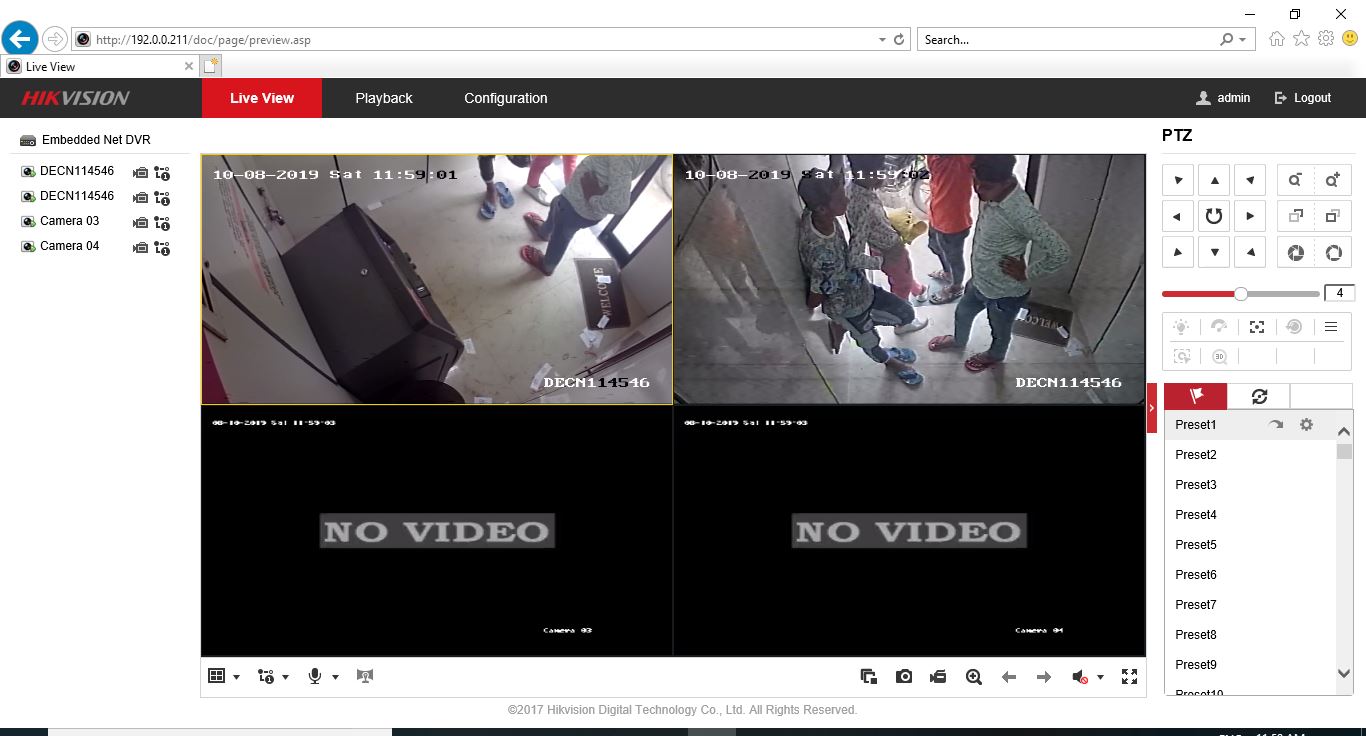 http://192.0.0.211/doc/page/preview.asp
Search...
Live View
HIKVISION
Live View
Playback
Configuration
admin
Logout
Embedded Net DVR
DECN114546
DECN114546
Camera 03
Camera 04
10-08-2019 Sat 11:59:01
WELCOME
DECN114546
10-08-2019 Sat 11:59:02
WELCOME
DECN114546
08-10-2019 Sat 11:59:03
NO VIDEO
Camera 03
08-10-2019 Sat 11:59:03
NO VIDEO
Camera 04
PTZ
4
3D
Preset1
Preset2
Preset3
Preset4
Preset5
Preset6
Preset7
Preset8
Preset9
Preset10
©2017 Hikvision Digital Technology Co., Ltd. All Rights Reserved.